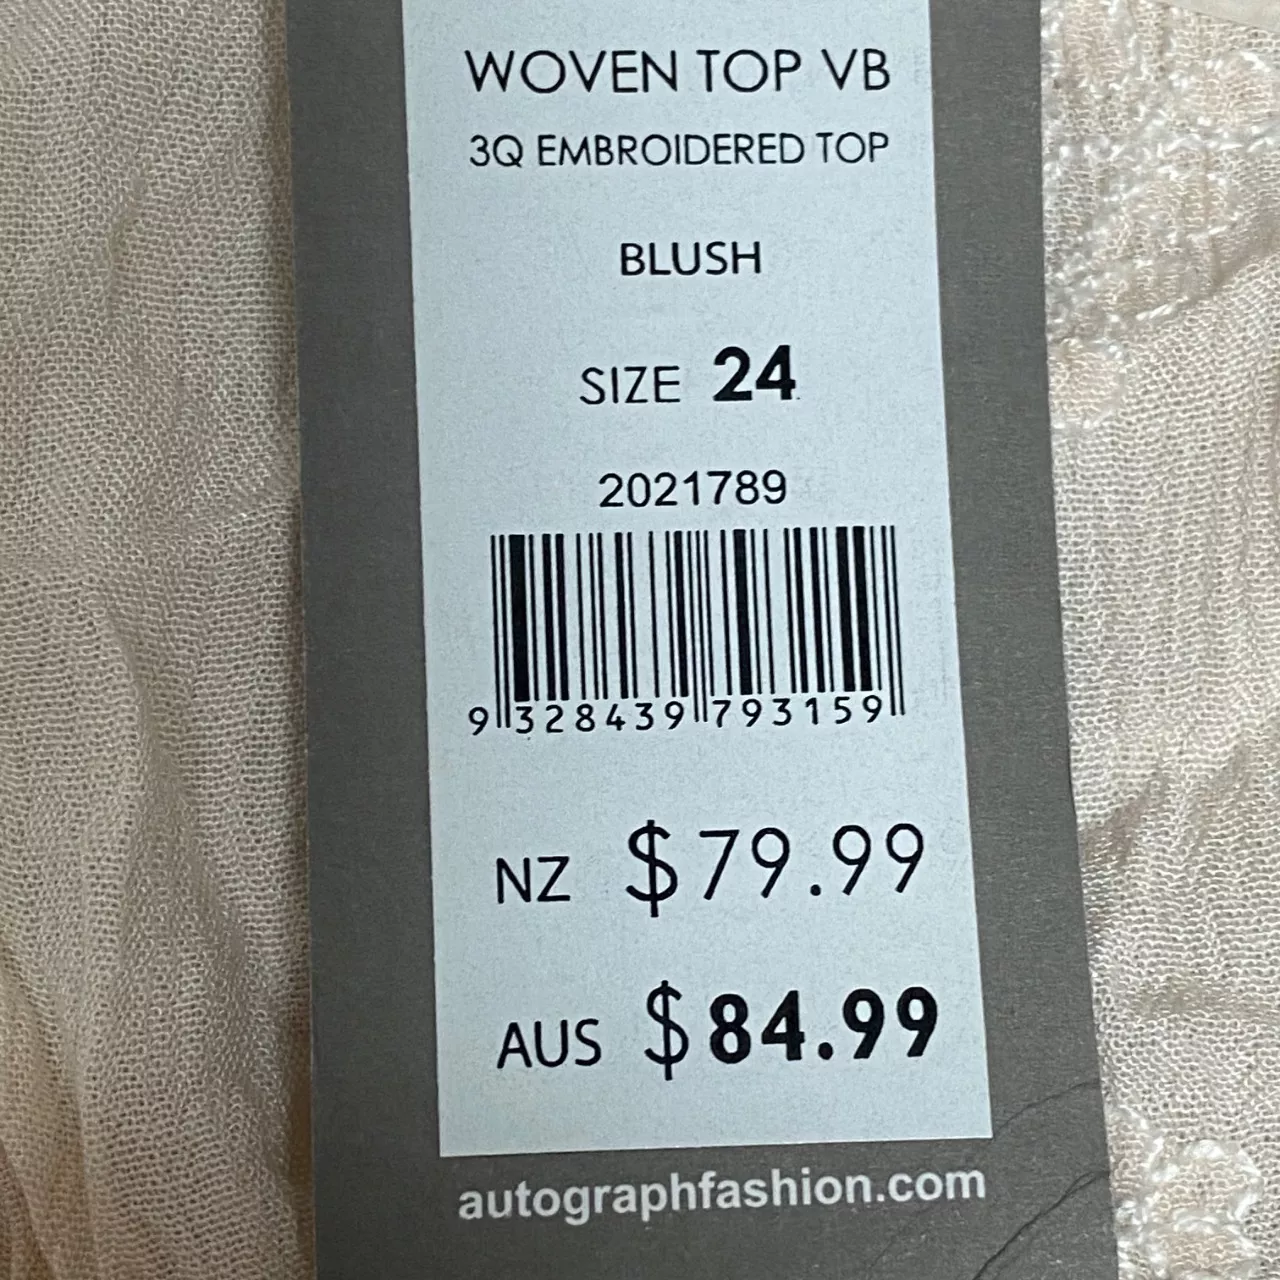 WOVEN TOP VB
3Q EMBROIDERED TOP
BLUSH
SIZE 24
2021789
9 328439 793159
NZ $79.99
AUS $84.99
autographfashion.com